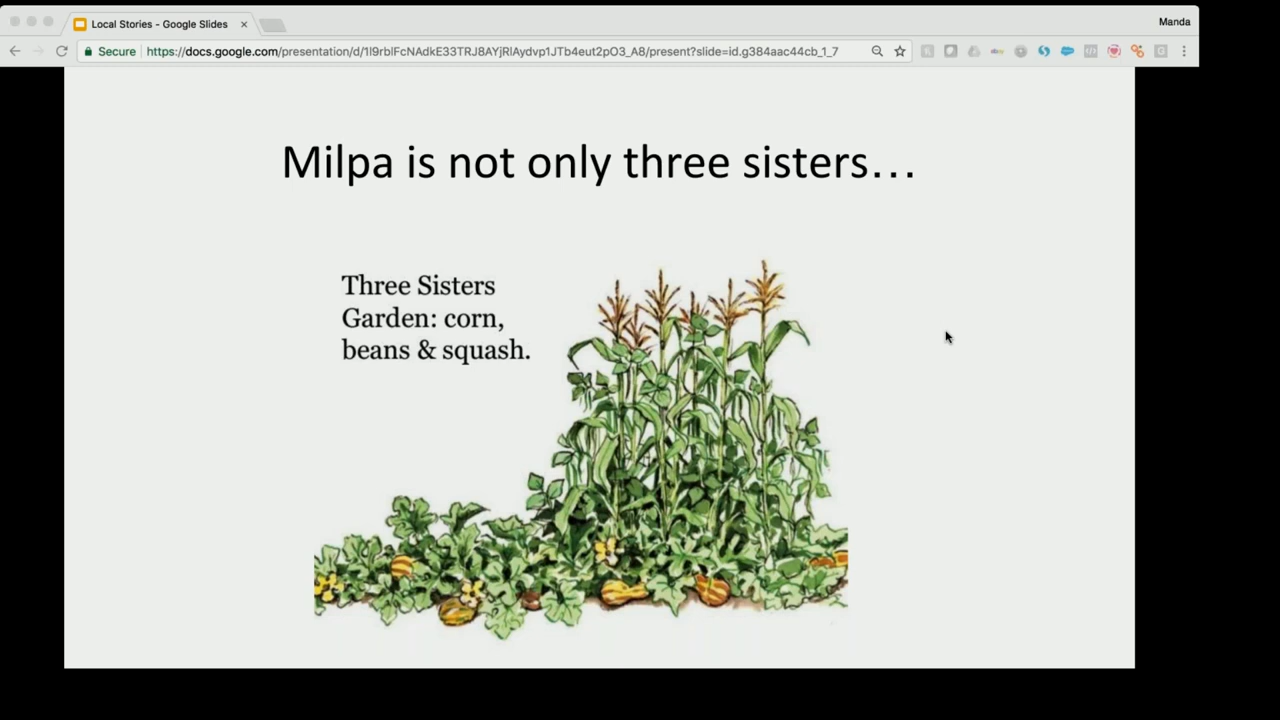 Local Stories - Google Slides
Manda
Secure
https://docs.google.com/presentation/d/1I9rbIFcNAdkE33TRJ8AYjRlAydvp1JTb4eut2pO3_A8/present?slide=id.g384aac44cb_1_7
Milpa is not only three sisters…
Three Sisters
Garden: corn,
beans & squash.